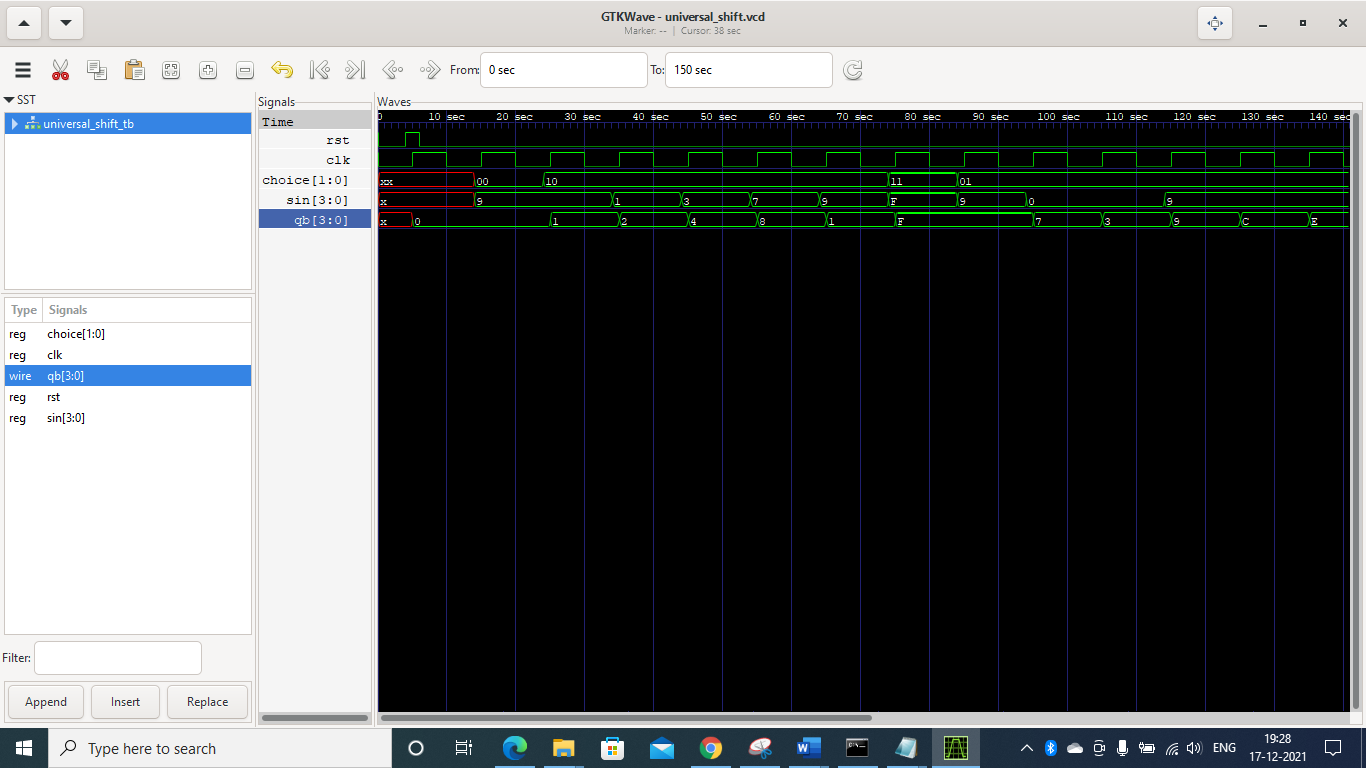 GTKWave - universal_shift.vcd
Marker: -- | Cursor: 38 sec
From: 0 sec To: 150 sec
SST
universal_shift_tb
Type Signals
reg choice[1:0]
reg clk
wire qb[3:0]
reg rst
reg sin[3:0]
Filter:
Append Insert Replace
Signals
Time
rst
clk
choice[1:0]
sin[3:0]
qb[3:0]
Waves
0 10 sec 20 sec 30 sec 40 sec 50 sec 60 sec 70 sec 80 sec 90 sec 100 sec 110 sec 120 sec 130 sec 140 sec
xx 00 10 11 01
x 9 1 3 7 9 F 9 0 9
x 0 1 2 4 8 1 F 7 3 9 C E
Type here to search
ENG
19:28
17-12-2021